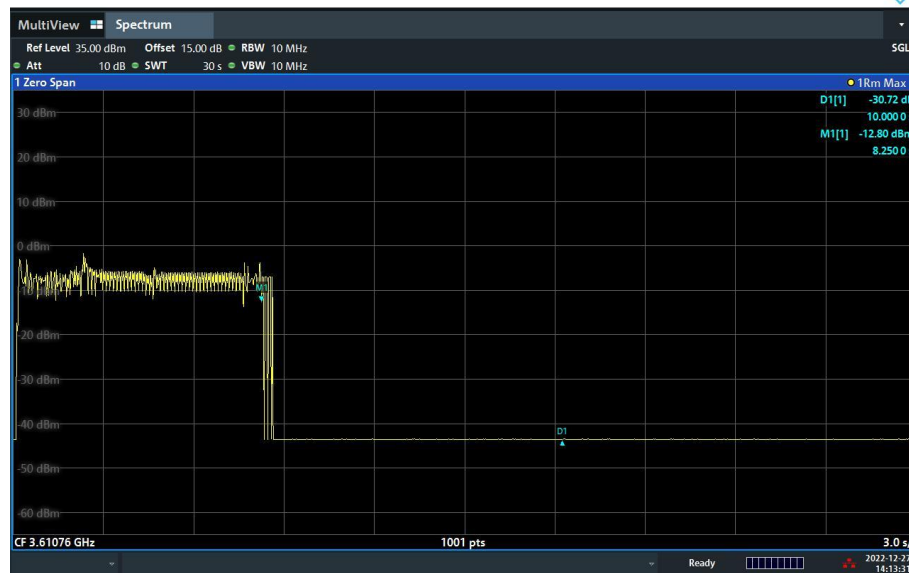 MultiView Spectrum
Ref Level 35.00 dBm Offset 15.00 dB RBW 10 MHz SGL
Att 10 dB SWT 30 s VBW 10 MHz
1 Zero Span 1Rm Max
D1[1] -30.72 d
10.000 0
M1[1] -12.80 dBm
8.250 0
30 dBm
20 dBm
10 dBm
0 dBm
M1
-10 dBm
-20 dBm
-30 dBm
-40 dBm
D1
-50 dBm
-60 dBm
CF 3.61076 GHz 1001 pts 3.0 s/
Ready 2022-12-27
14:13:31